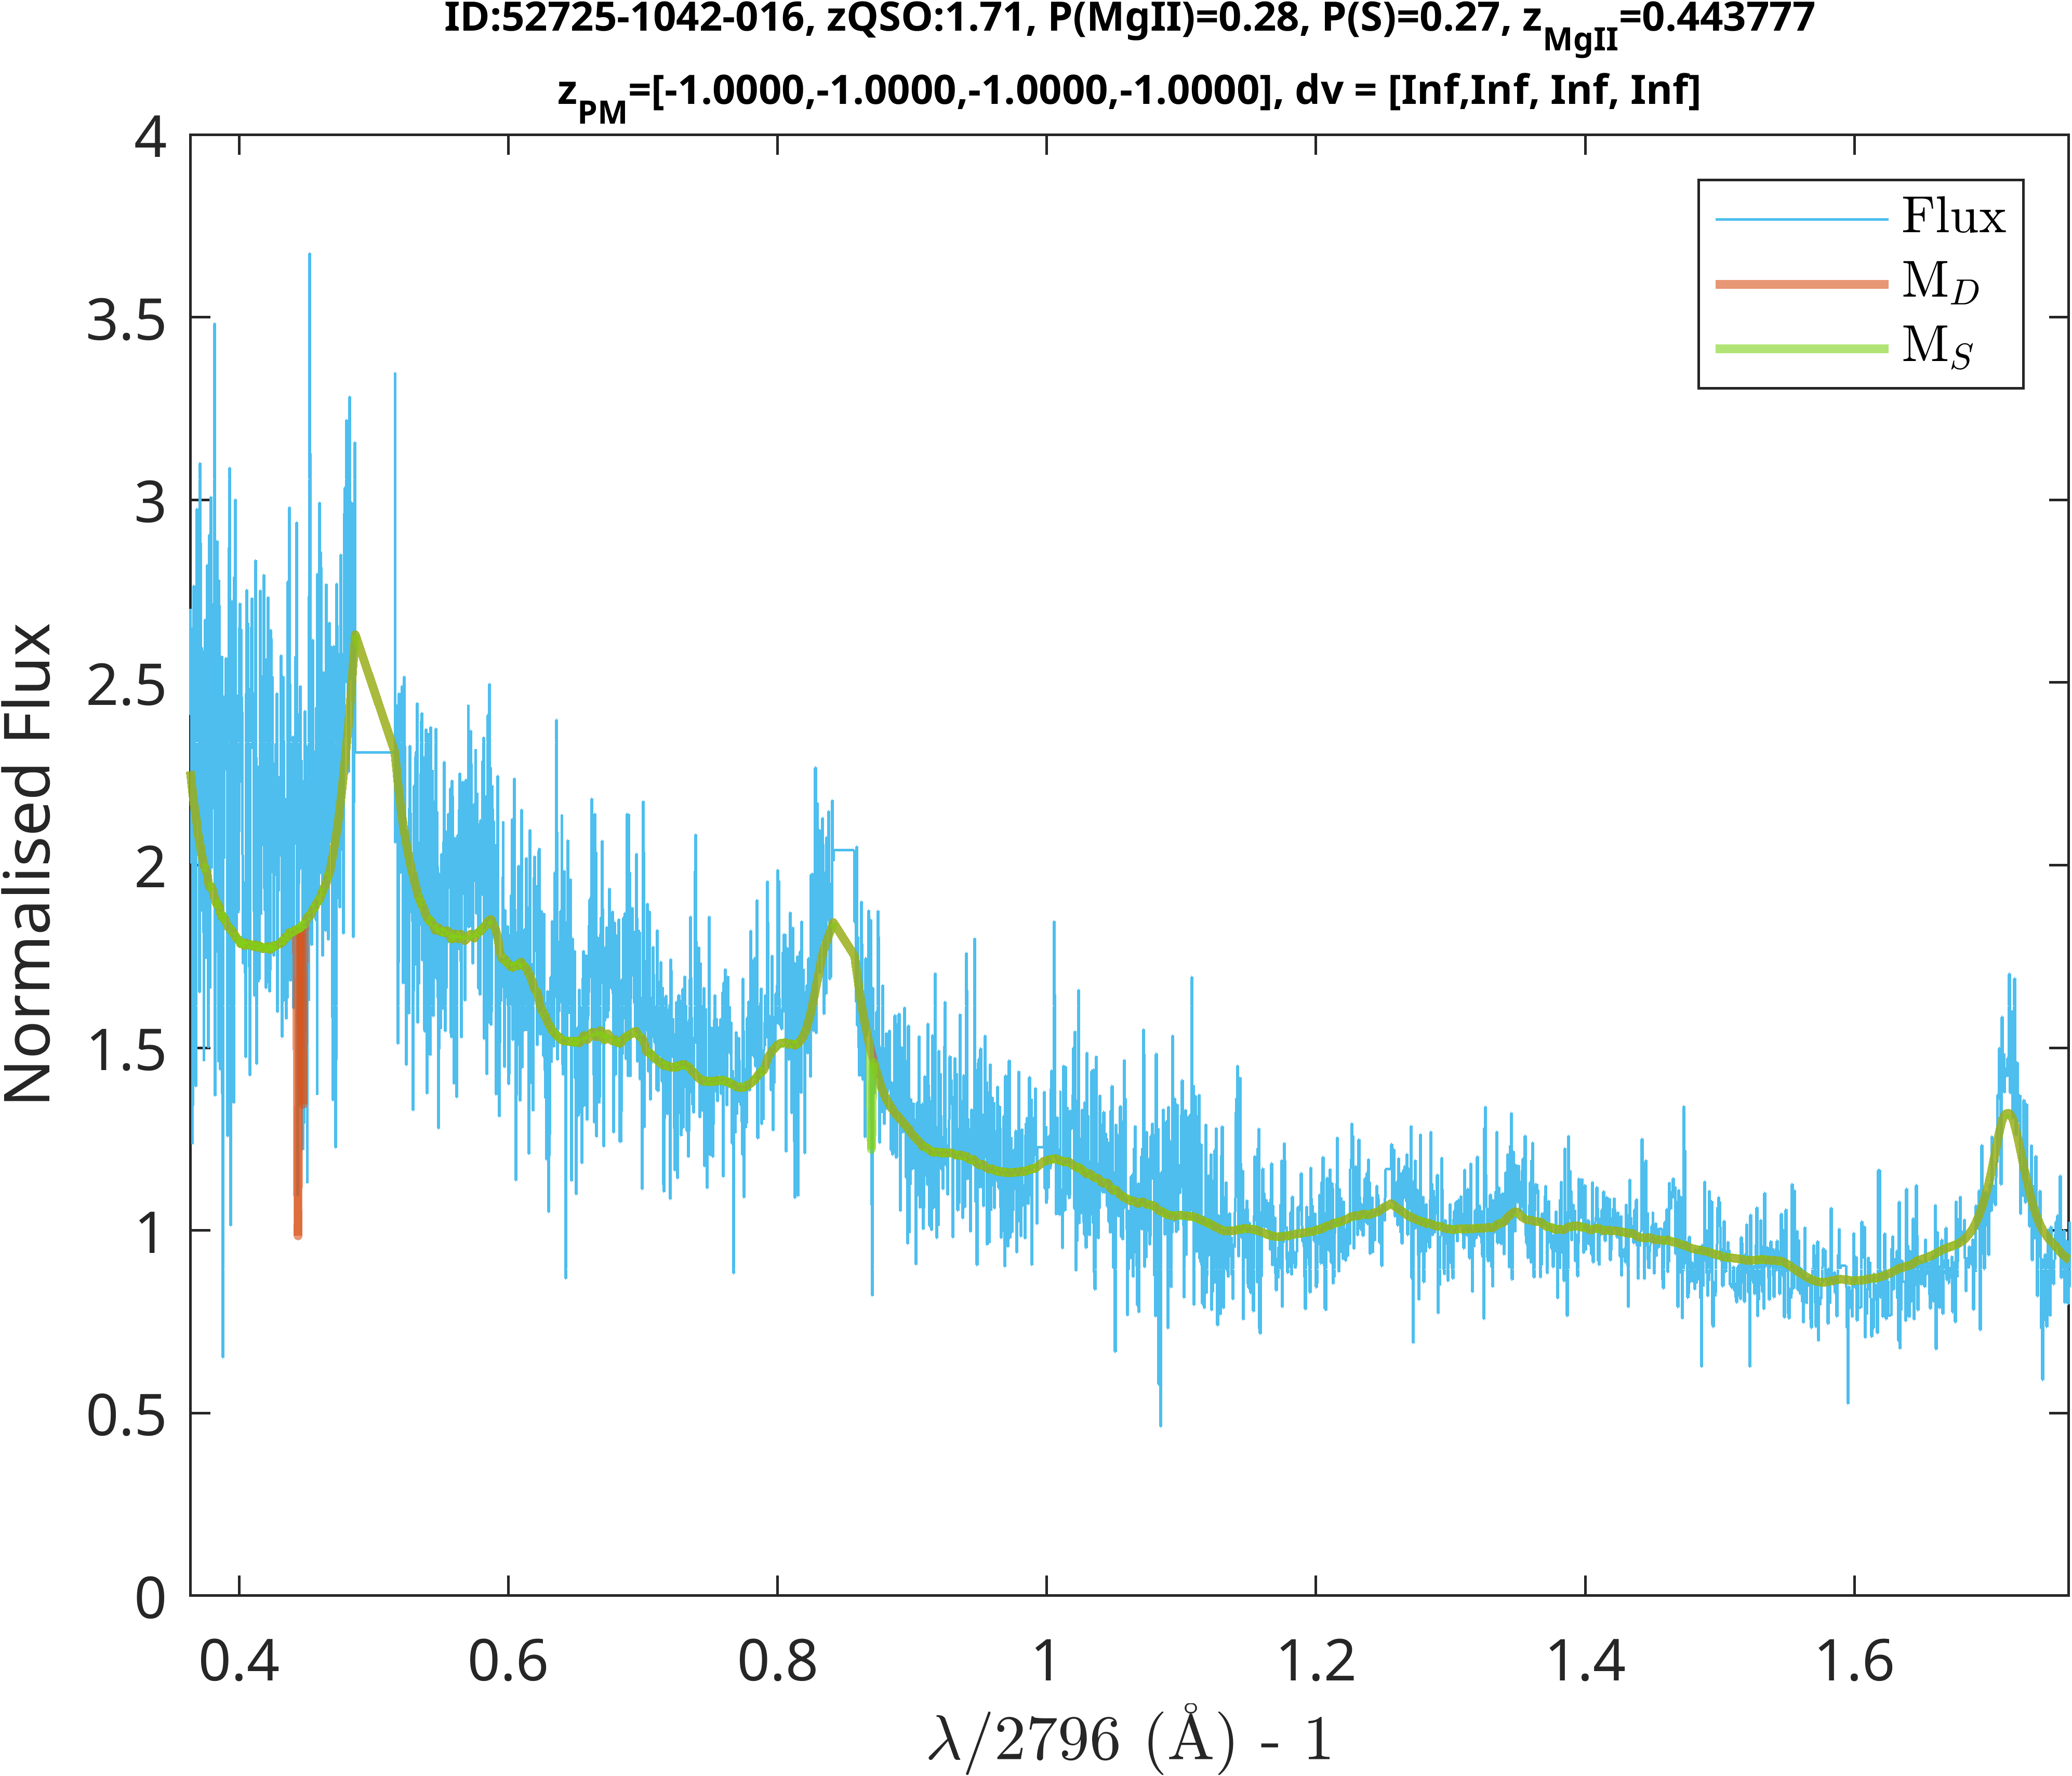 ID:52725-1042-016, zQSO:1.71, P(MgII)=0.28, P(S)=0.27, zMgII=0.443777
zPM=[-1.0000,-1.0000,-1.0000,-1.0000], dv = [Inf,Inf, Inf, Inf]
4
3.5
3
2.5
2
1.5
1
0.5
0
Normalised Flux
Flux
MD
MS
0.4 0.6 0.8 1 1.2 1.4 1.6
λ/2796 (Å) - 1